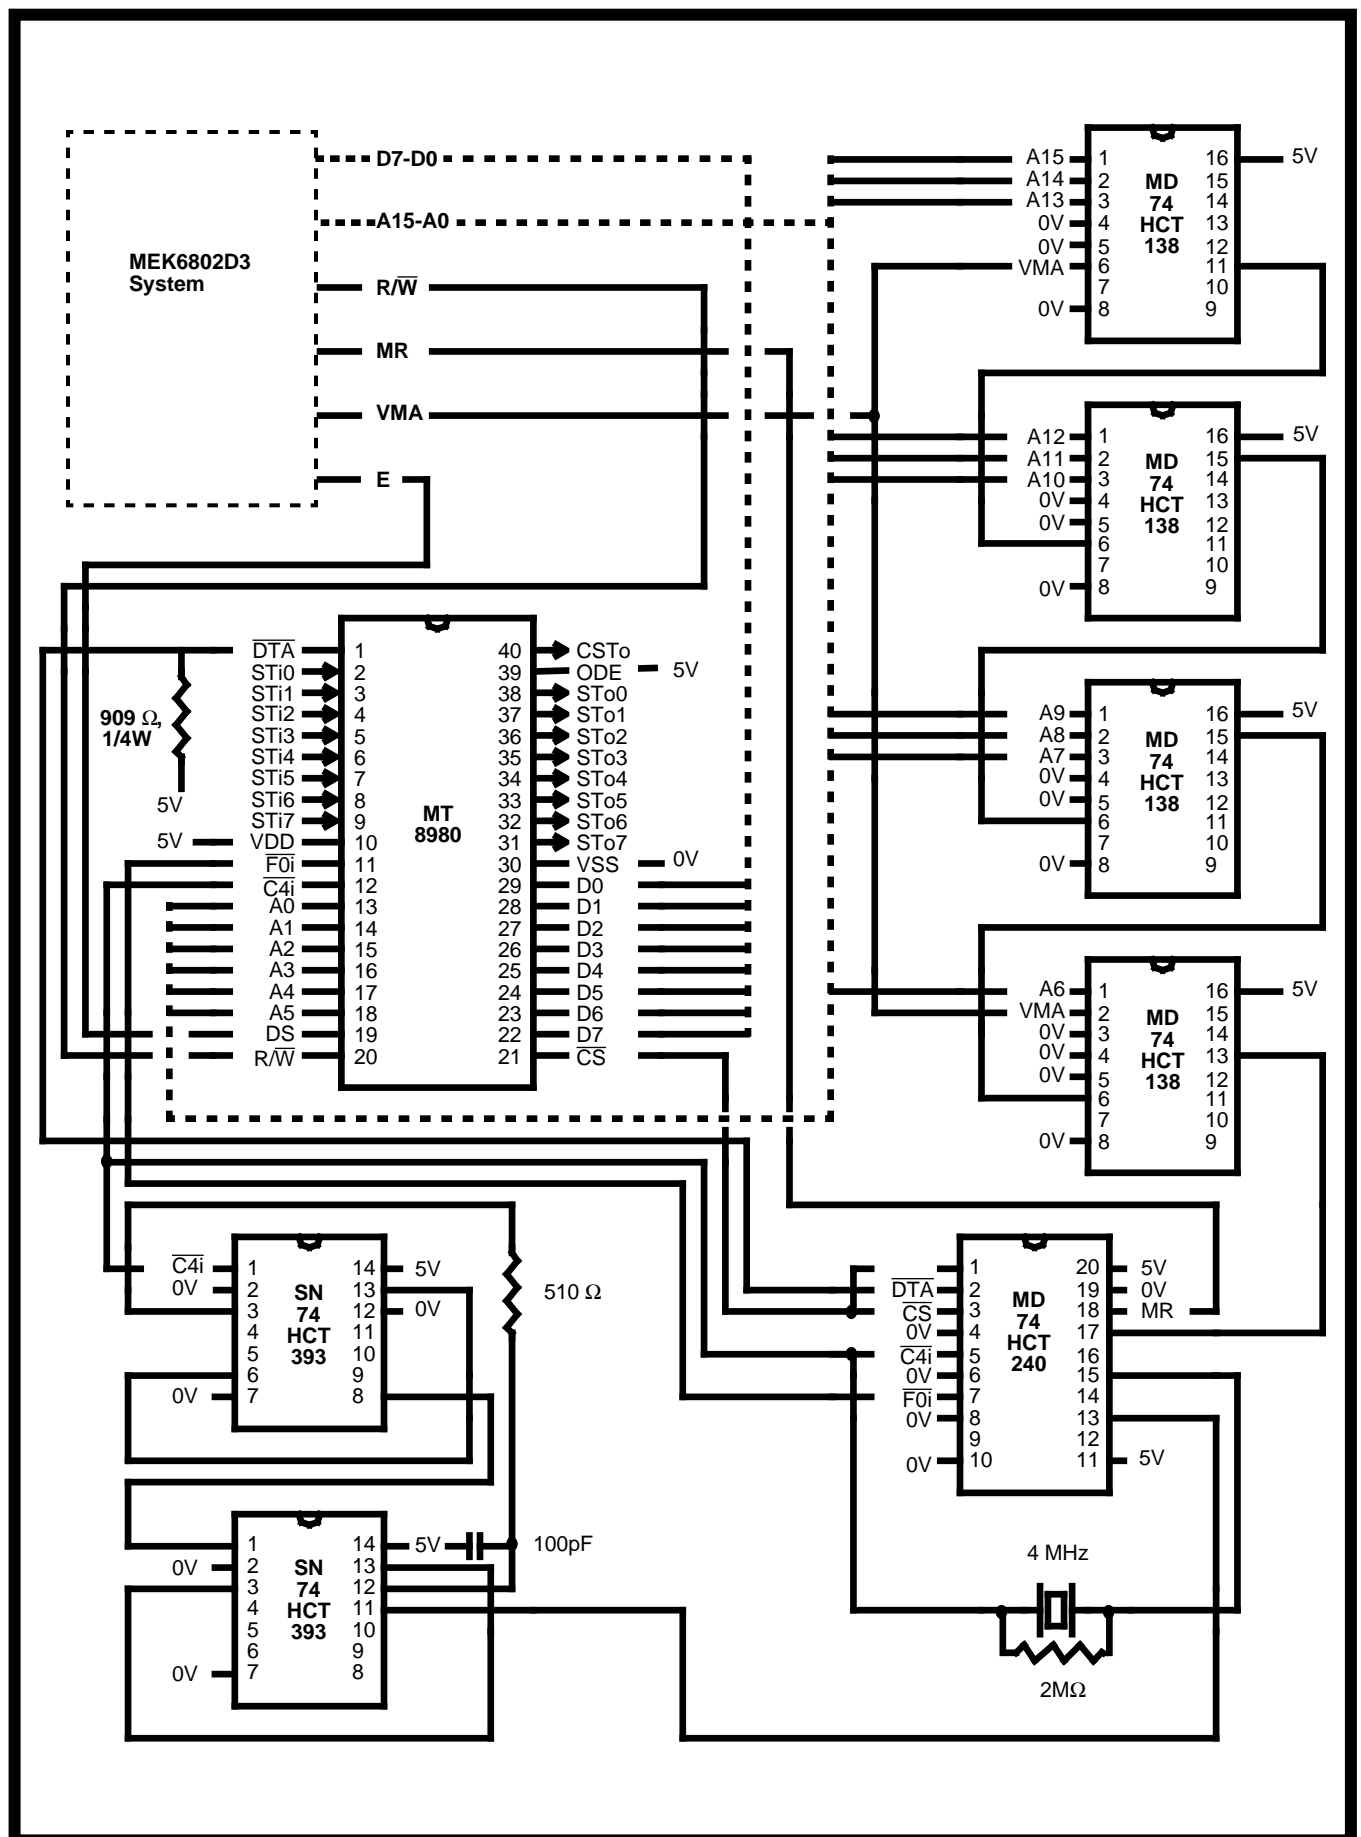 MEK6802D3
System
D7-D0
A15-A0
R/W̅
MR
VMA
E
A15 1 16 5V
A14 2 15
A13 3 14
0V 4 13
0V 5 12
VMA 6 11
7 10
0V 8 9
MD
74
HCT
138
A12 1 16 5V
A11 2 15
A10 3 14
0V 4 13
0V 5 12
6 11
7 10
0V 8 9
MD
74
HCT
138
A9 1 16 5V
A8 2 15
A7 3 14
0V 4 13
0V 5 12
6 11
7 10
0V 8 9
MD
74
HCT
138
A6 1 16 5V
VMA 2 15
0V 3 14
0V 4 13
0V 5 12
6 11
7 10
0V 8 9
MD
74
HCT
138
909 Ω,
1/4W
5V
D̅T̅A̅ 1 40 CSTo
STi0 2 39 ODE 5V
STi1 3 38 STo0
STi2 4 37 STo1
STi3 5 36 STo2
STi4 6 35 STo3
STi5 7 34 STo4
STi6 8 33 STo5
STi7 9 32 STo6
5V VDD 10 31 STo7
F̅0̅i̅ 11 30 VSS 0V
C̅4̅i̅ 12 29 D0
A0 13 28 D1
A1 14 27 D2
A2 15 26 D3
A3 16 25 D4
A4 17 24 D5
A5 18 23 D6
DS 19 22 D7
R/W̅ 20 21 C̅S̅
MT
8980
C̅4̅i̅ 1 14 5V
0V 2 13
3 12 0V
4 11
5 10
6 9
0V 7 8
SN
74
HCT
393
510 Ω
1 14 5V
0V 2 13
3 12
4 11
5 10
6 9
0V 7 8
SN
74
HCT
393
100pF
1 20 5V
D̅T̅A̅ 2 19 0V
C̅S̅ 3 18 MR
0V 4 17
C̅4̅i̅ 5 16
0V 6 15
F̅0̅i̅ 7 14
0V 8 13
9 12
0V 10 11 5V
MD
74
HCT
240
4 MHz
2MΩ